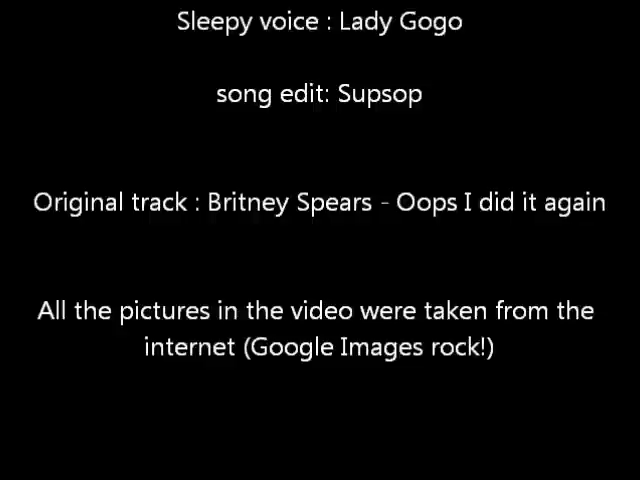 Sleepy voice : Lady Gogo
song edit: Supsop
Original track : Britney Spears - Oops I did it again
All the pictures in the video were taken from the
internet (Google Images rock!)